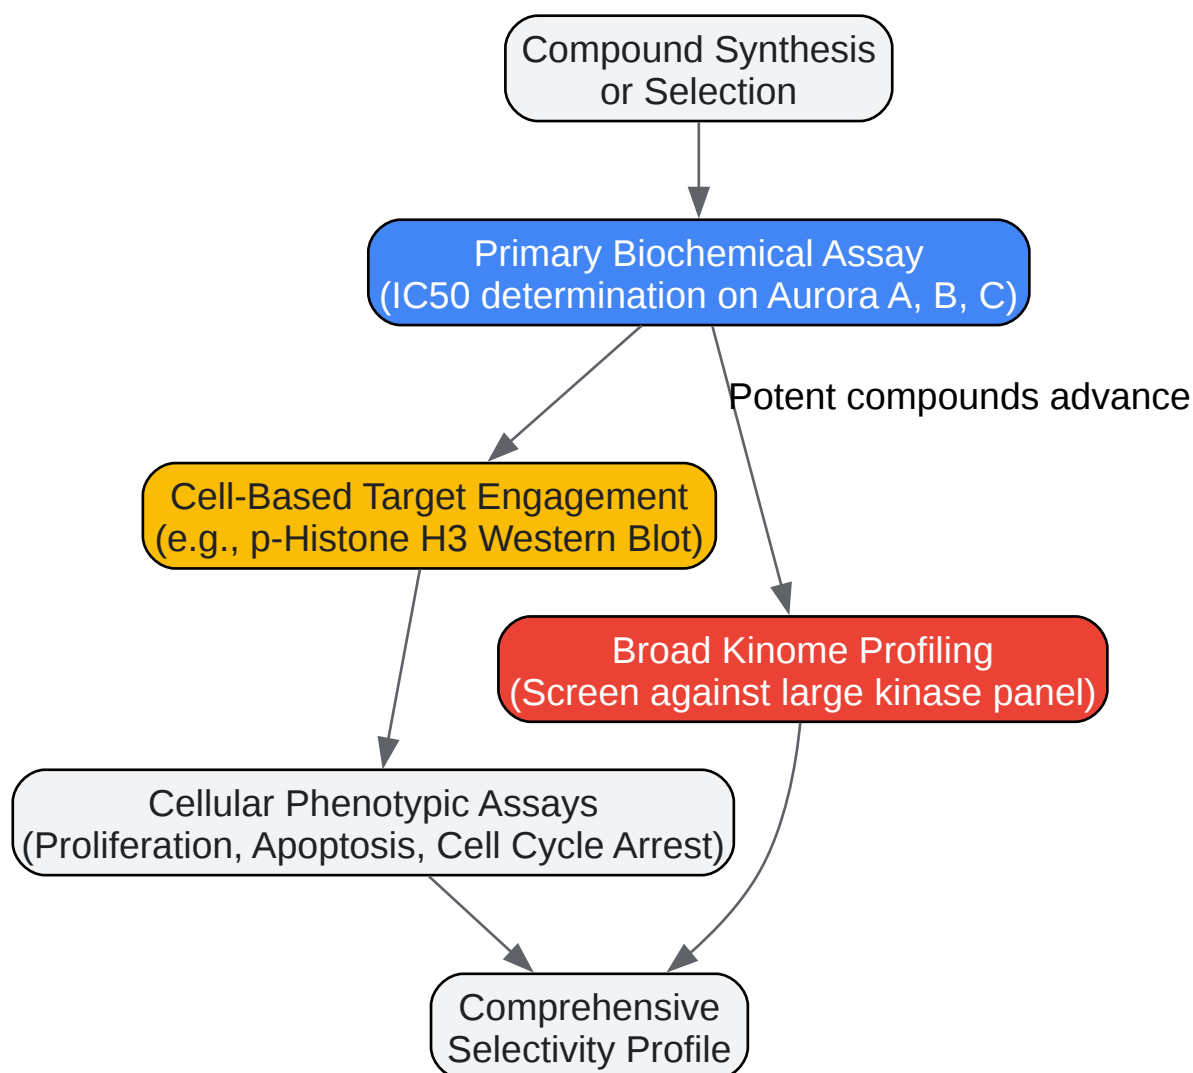 Compound Synthesis
or Selection
Primary Biochemical Assay
(IC50 determination on Aurora A, B, C)
Potent compounds advance
Cell-Based Target Engagement
(e.g., p-Histone H3 Western Blot)
Broad Kinome Profiling
(Screen against large kinase panel)
Cellular Phenotypic Assays
(Proliferation, Apoptosis, Cell Cycle Arrest)
Comprehensive
Selectivity Profile